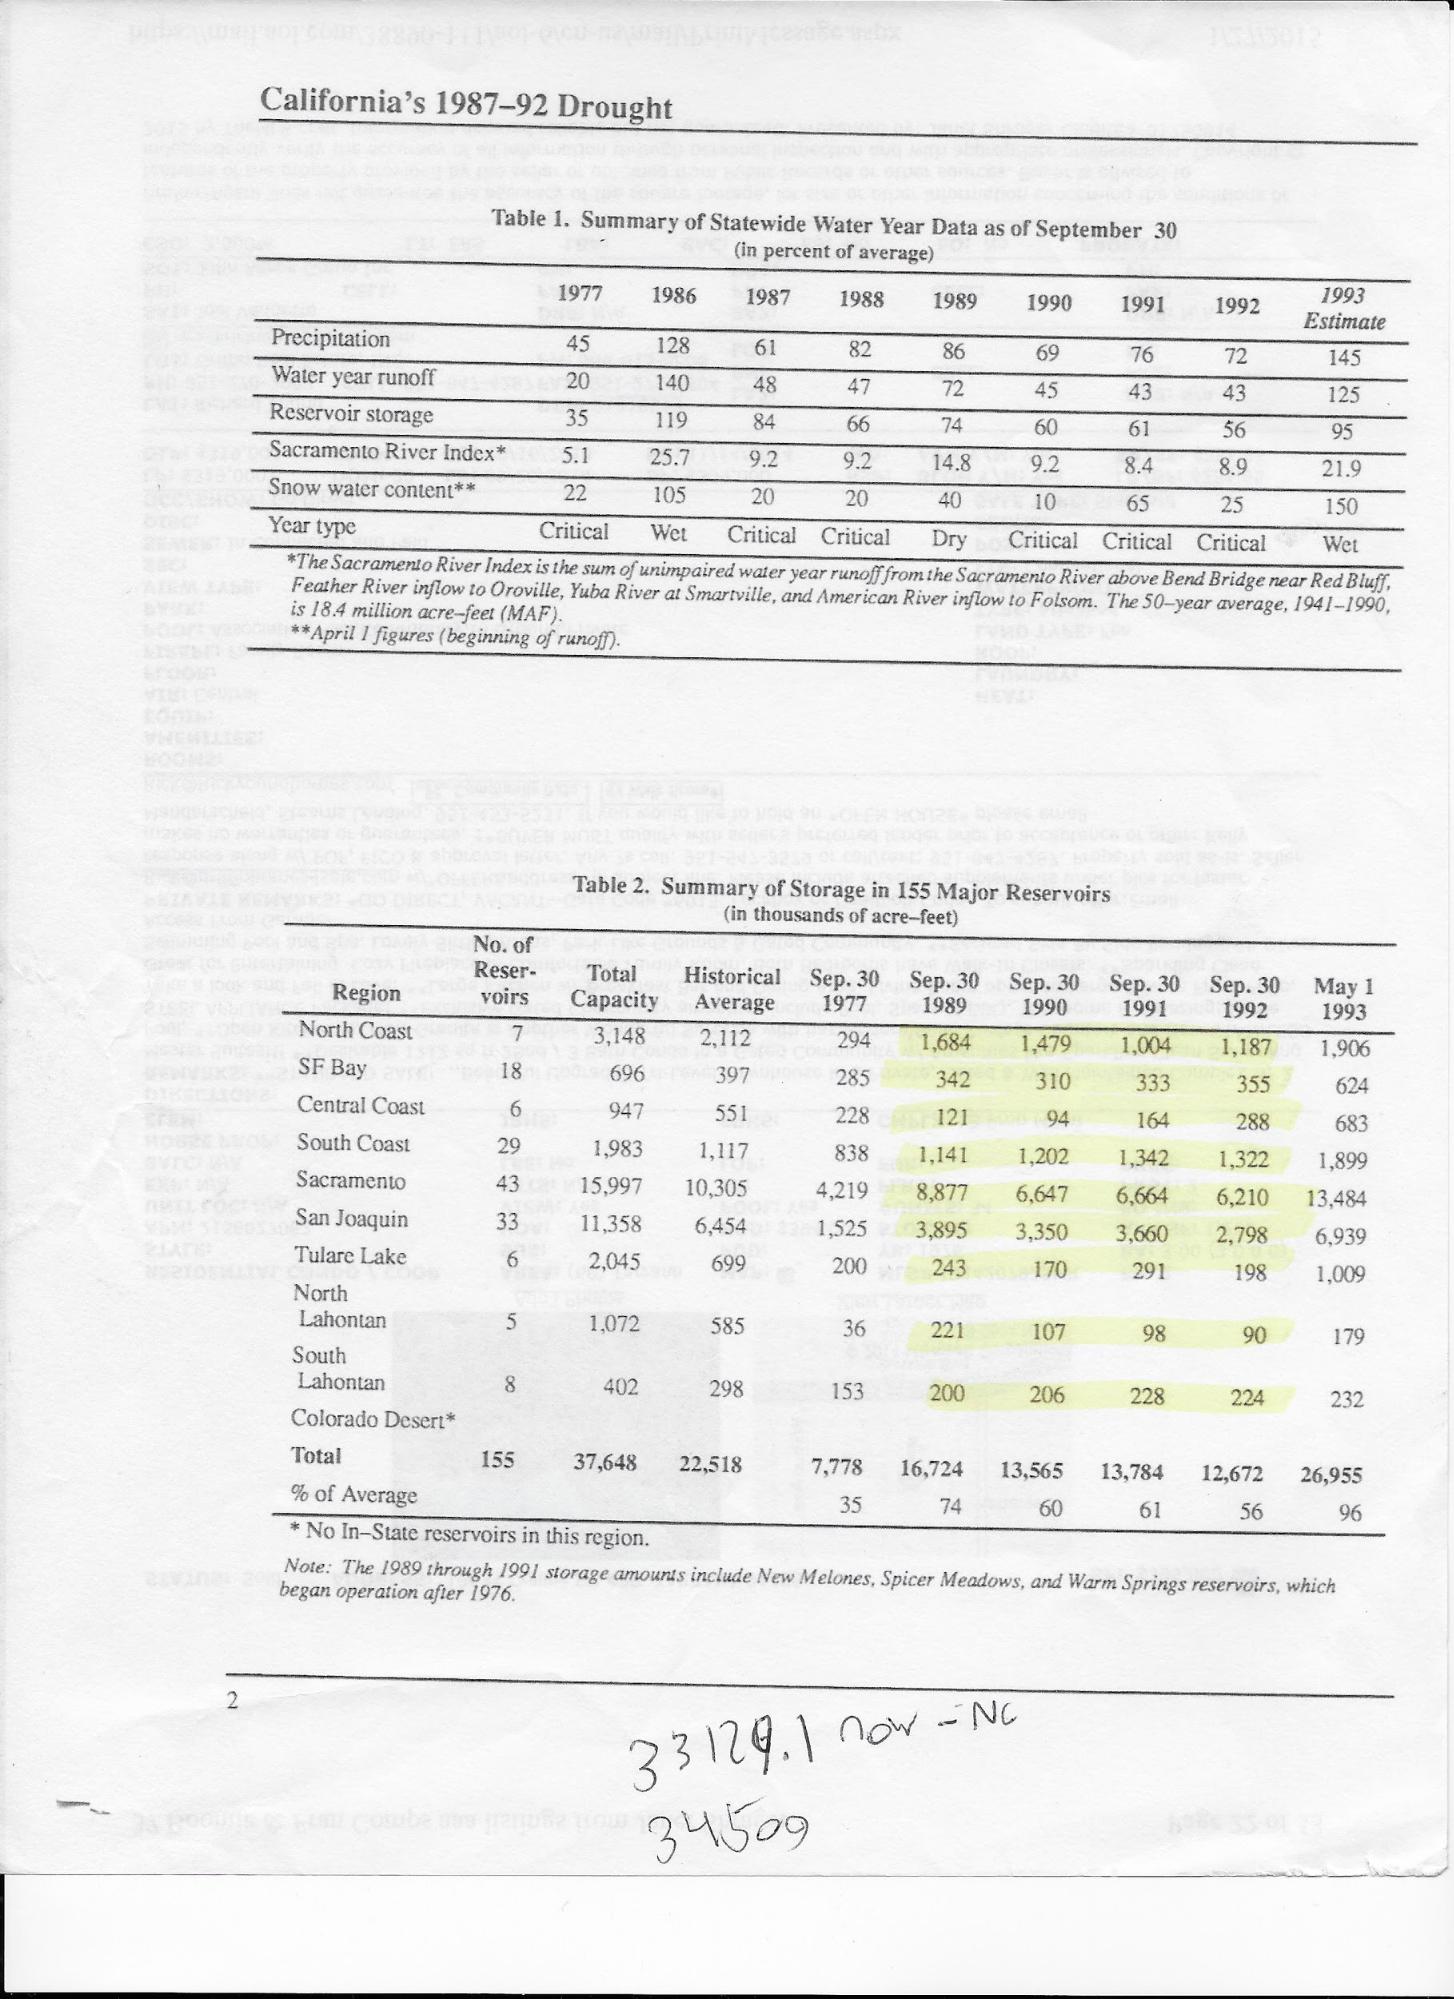 California's 1987–92 Drought
Table 1. Summary of Statewide Water Year Data as of September 30
(in percent of average)
1977 1986 1987 1988 1989 1990 1991 1992 1993 Estimate
Precipitation 45 128 61 82 86 69 76 72 145
Water year runoff 20 140 48 47 72 45 43 43 125
Reservoir storage 35 119 84 66 74 60 61 56 95
Sacramento River Index* 5.1 25.7 9.2 9.2 14.8 9.2 8.4 8.9 21.9
Snow water content** 22 105 20 20 40 10 65 25 150
Year type Critical Wet Critical Critical Dry Critical Critical Critical Wet
*The Sacramento River Index is the sum of unimpaired water year runoff from the Sacramento River above Bend Bridge near Red Bluff,
Feather River inflow to Oroville, Yuba River at Smartville, and American River inflow to Folsom. The 50–year average, 1941–1990,
is 18.4 million acre–feet (MAF).
**April 1 figures (beginning of runoff).
Table 2. Summary of Storage in 155 Major Reservoirs
(in thousands of acre–feet)
Region No. of Reser- voirs Total Capacity Historical Average Sep. 30 1977 Sep. 30 1989 Sep. 30 1990 Sep. 30 1991 Sep. 30 1992 May 1 1993
North Coast 7 3,148 2,112 294 1,684 1,479 1,004 1,187 1,906
SF Bay 18 696 397 285 342 310 333 355 624
Central Coast 6 947 551 228 121 94 164 288 683
South Coast 29 1,983 1,117 838 1,141 1,202 1,342 1,322 1,899
Sacramento 43 15,997 10,305 4,219 8,877 6,647 6,664 6,210 13,484
San Joaquin 33 11,358 6,454 1,525 3,895 3,350 3,660 2,798 6,939
Tulare Lake 6 2,045 699 200 243 170 291 198 1,009
North
Lahontan 5 1,072 585 36 221 107 98 90 179
South
Lahontan 8 402 298 153 200 206 228 224 232
Colorado Desert*
Total 155 37,648 22,518 7,778 16,724 13,565 13,784 12,672 26,955
% of Average 35 74 60 61 56 96
* No In–State reservoirs in this region.
Note: The 1989 through 1991 storage amounts include New Melones, Spicer Meadows, and Warm Springs reservoirs, which
began operation after 1976.
2
33129.1 now – NC
34509